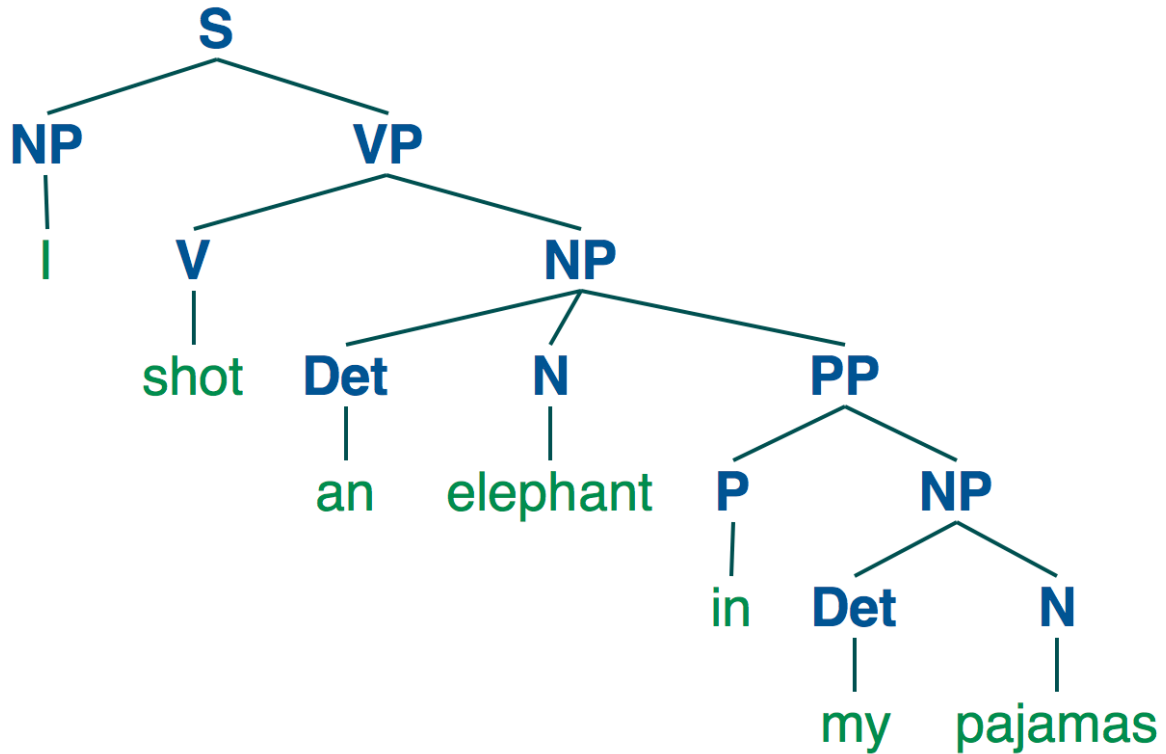 S
NP VP
I V NP
shot Det N PP
an elephant P NP
in Det N
my pajamas